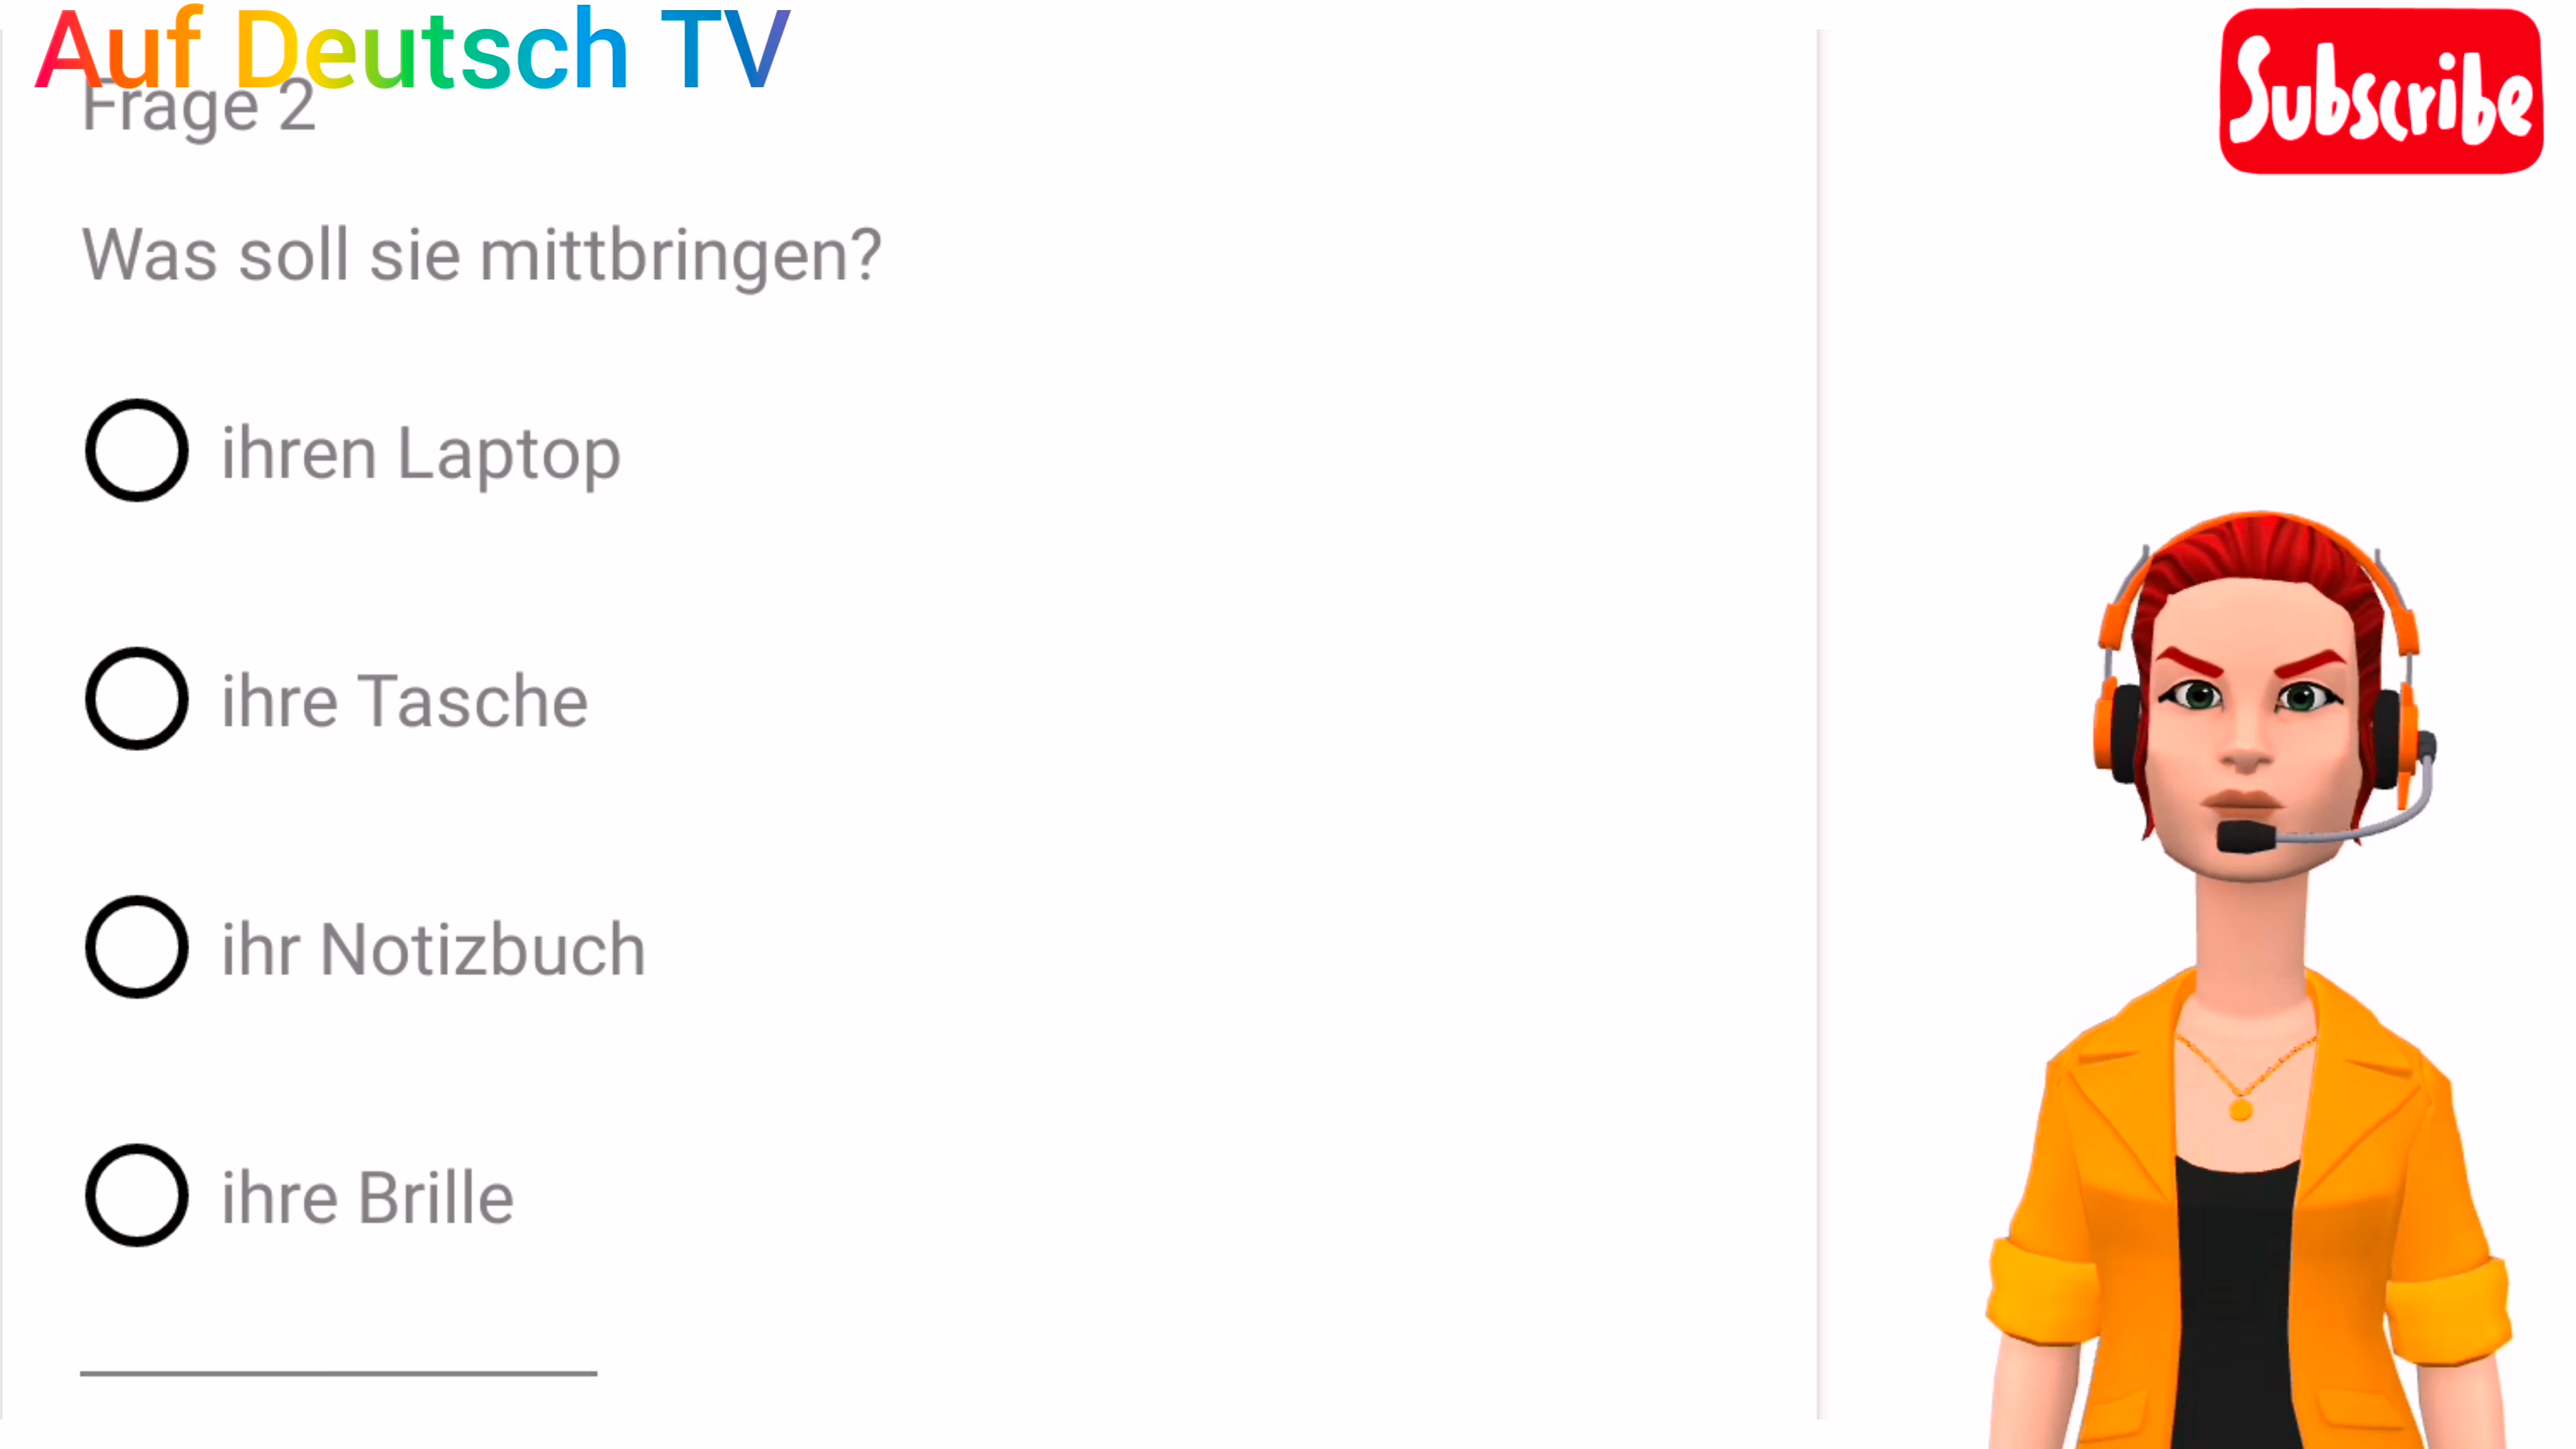 Auf Deutsch TV
Subscribe
Frage 2
Was soll sie mittbringen?
ihren Laptop
ihre Tasche
ihr Notizbuch
ihre Brille